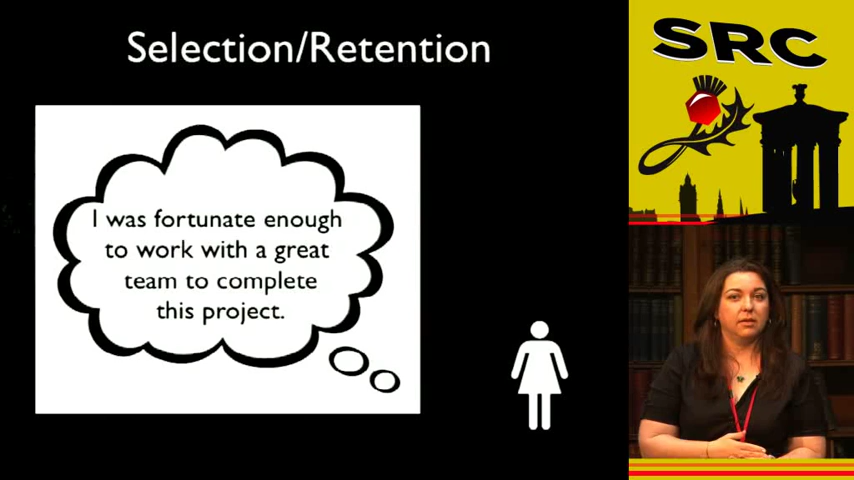 Selection/Retention
I was fortunate enough
to work with a great
team to complete
this project.
SRC